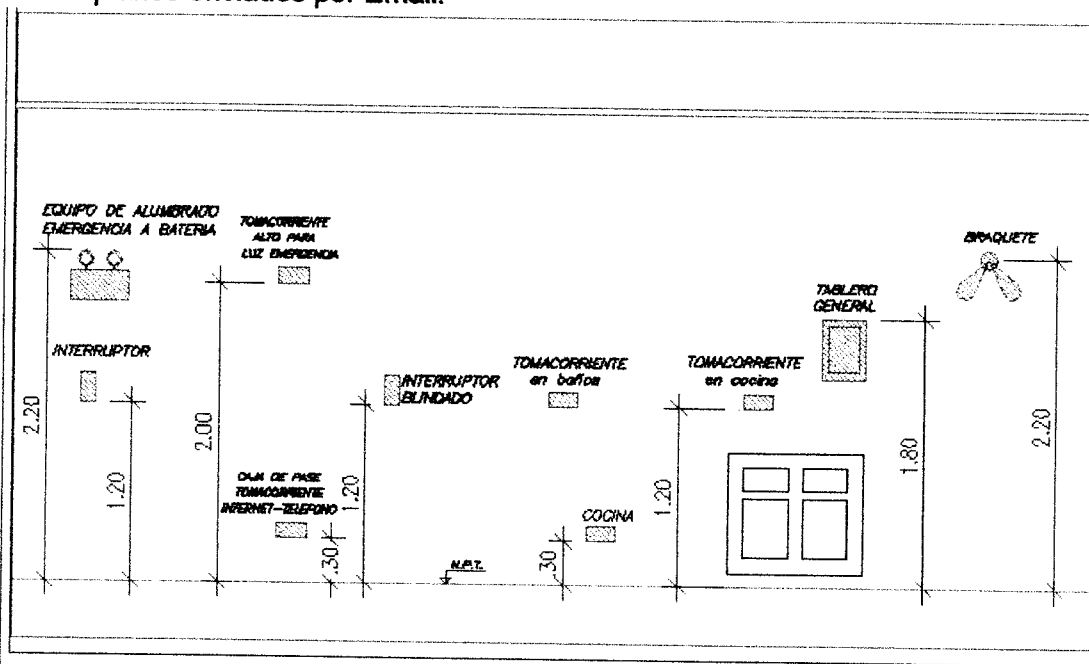 EQUIPO DE ALUMBRADO
EMERGENCIA A BATERIA
TOMACORRIENTE
ALTO PARA
LUZ EMERGENCIA
BRAQUETE
TABLERO
GENERAL
INTERRUPTOR
INTERRUPTOR
BLINDADO
TOMACORRIENTE
en baños
TOMACORRIENTE
en cocina
2.20
1.20
2.00
CAJA DE PASE
TOMACORRIENTE
INTERNET-TELEFONO
.30
1.20
N.P.T.
.30
COCINA
1.20
1.80
2.20